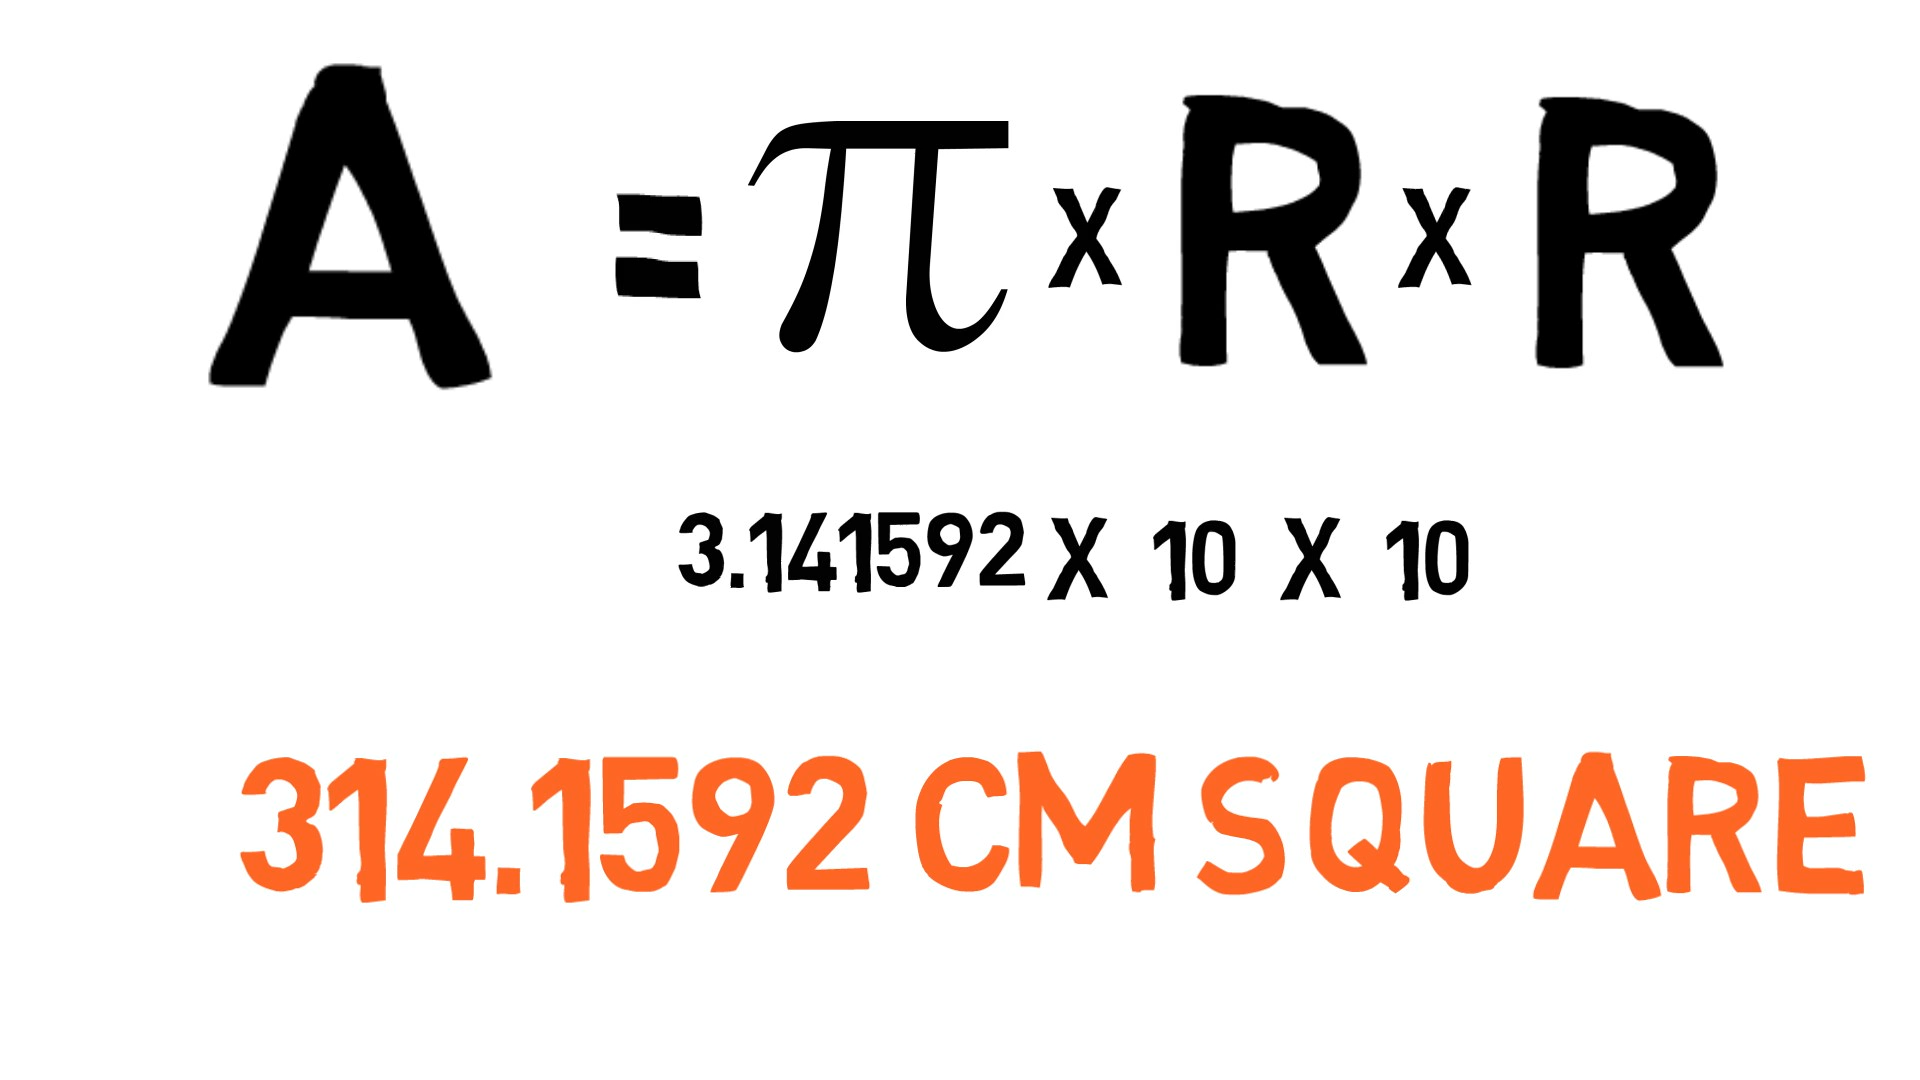 A = π X R X R
3.141592 X 10 X 10
314.1592 CM SQUARE